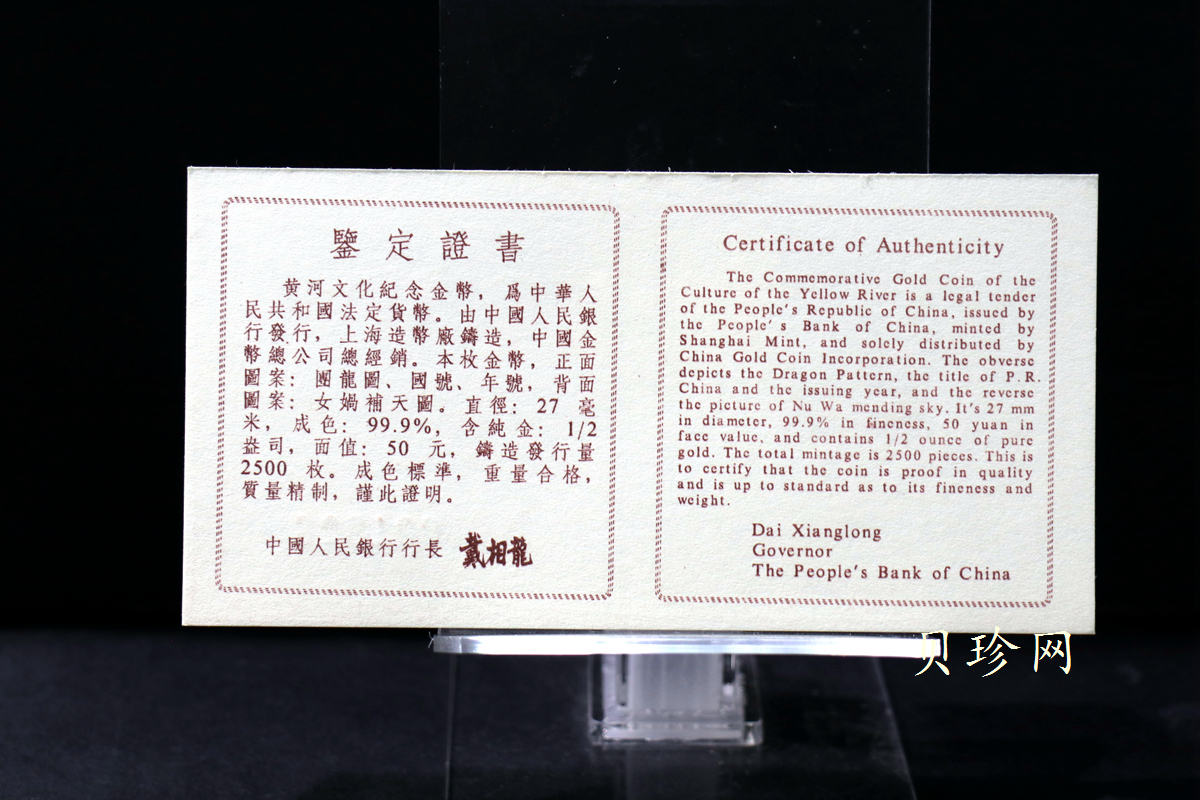 鑒定證書
黄河文化紀念金幣，爲中華人
民共和國法定貨幣。由中國人民銀
行發行，上海造幣廠鑄造，中國金
幣總公司總經銷。本枚金幣，正面
圖案：團龍圖、國號、年號，背面
圖案：女媧補天圖。直徑：27 毫
米，成色：99.9%，含純金：1/2
盎司，面值：50 元，鑄造發行量
2500 枚。成色標準，重量合格，
質量精制，謹此證明。
中國人民銀行行長 戴相龍
Certificate of Authenticity
The Commemorative Gold Coin of the
Culture of the Yellow River is a legal tender
of the People's Republic of China, issued by
the People's Bank of China, minted by
Shanghai Mint, and solely distributed by
China Gold Coin Incorporation. The obverse
depicts the Dragon Pattern, the title of P.R.
China and the issuing year, and the reverse
the picture of Nu Wa mending sky. It's 27 mm
in diameter, 99.9% in fineness, 50 yuan in
face value, and contains 1/2 ounce of pure
gold. The total mintage is 2500 pieces. This is
to certify that the coin is proof in quality
and is up to standard as to its fineness and
weight.
Dai Xianglong
Governor
The People's Bank of China
贝珍网